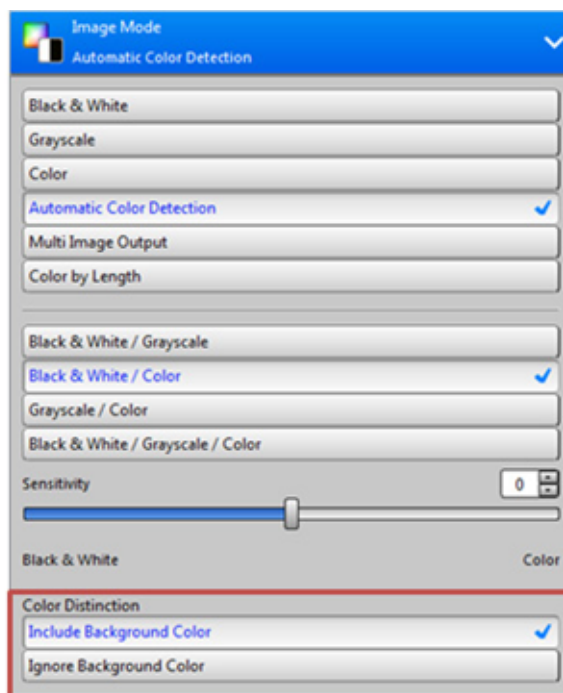 Image Mode
Automatic Color Detection
Black & White
Grayscale
Color
Automatic Color Detection
Multi Image Output
Color by Length
Black & White / Grayscale
Black & White / Color
Grayscale / Color
Black & White / Grayscale / Color
Sensitivity 0
Black & White Color
Color Distinction
Include Background Color
Ignore Background Color